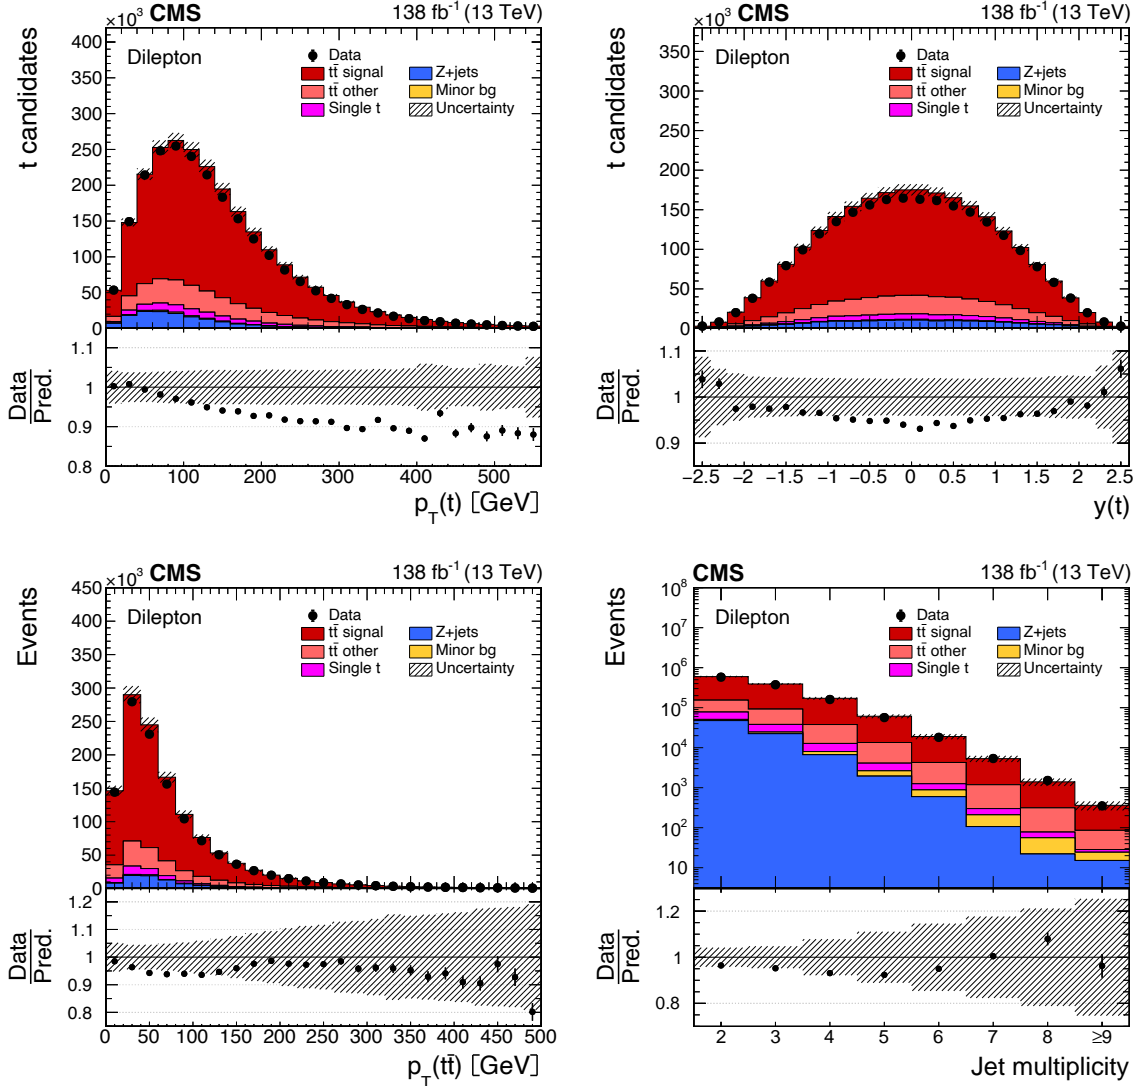 ×10³ CMS 138 fb⁻¹ (13 TeV)
Dilepton
Data
tt̄ signal Z+jets
tt̄ other Minor bg
Single t Uncertainty
t candidates
400
350
300
250
200
150
100
50
0
Data
Pred.
1.1
1
0.9
0.8
0 100 200 300 400 500
p_T(t) [GeV]
×10³ CMS 138 fb⁻¹ (13 TeV)
Dilepton
Data
tt̄ signal Z+jets
tt̄ other Minor bg
Single t Uncertainty
t candidates
350
300
250
200
150
100
50
0
Data
Pred.
1.1
1
0.9
−2.5 −2 −1.5 −1 −0.5 0 0.5 1 1.5 2 2.5
y(t)
×10³ CMS 138 fb⁻¹ (13 TeV)
Dilepton
Data
tt̄ signal Z+jets
tt̄ other Minor bg
Single t Uncertainty
Events
450
400
350
300
250
200
150
100
50
0
Data
Pred.
1.2
1.1
1
0.9
0.8
0 50 100 150 200 250 300 350 400 450 500
p_T(tt̄) [GeV]
CMS 138 fb⁻¹ (13 TeV)
Dilepton
Data
tt̄ signal Z+jets
tt̄ other Minor bg
Single t Uncertainty
Events
10⁸
10⁷
10⁶
10⁵
10⁴
10³
10²
10
Data
Pred.
1.2
1
0.8
2 3 4 5 6 7 8 ≥9
Jet multiplicity